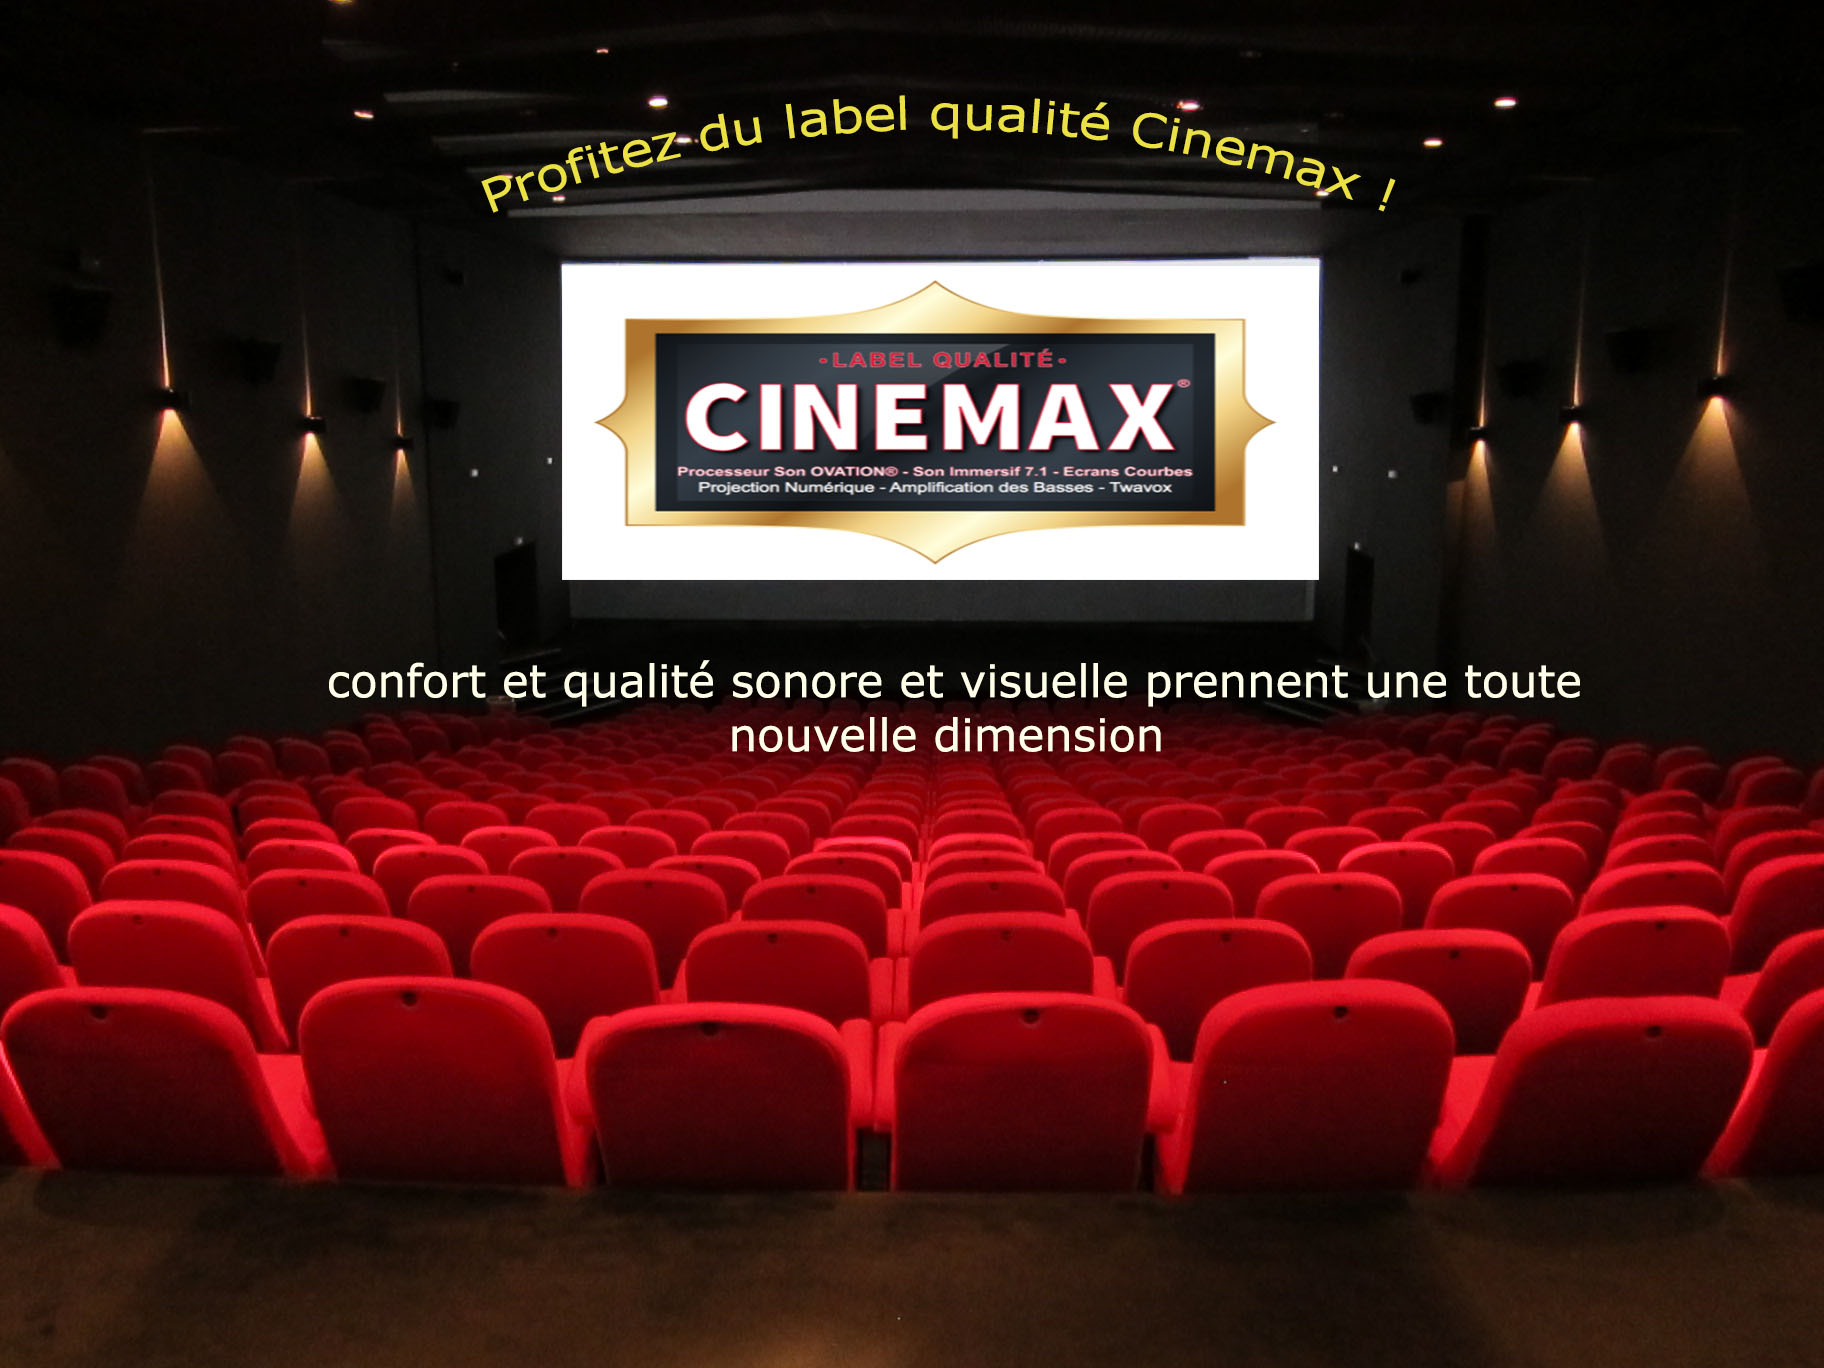 Profitez du label qualité Cinemax !
- LABEL QUALITÉ -
CINEMAX®
Processeur Son OVATION® - Son Immersif 7.1 - Ecrans Courbes
Projection Numérique - Amplification des Basses - Twavox
confort et qualité sonore et visuelle prennent une toute
nouvelle dimension